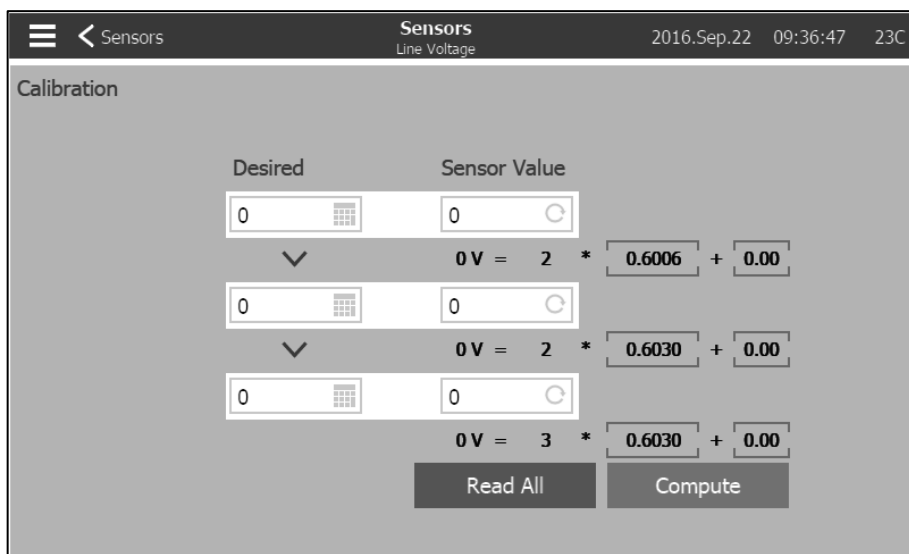 Sensors Sensors 2016.Sep.22 09:36:47 23C
Line Voltage
Calibration
Desired Sensor Value
0 0
0 V = 2 * 0.6006 + 0.00
0 0
0 V = 2 * 0.6030 + 0.00
0 0
0 V = 3 * 0.6030 + 0.00
Read All Compute